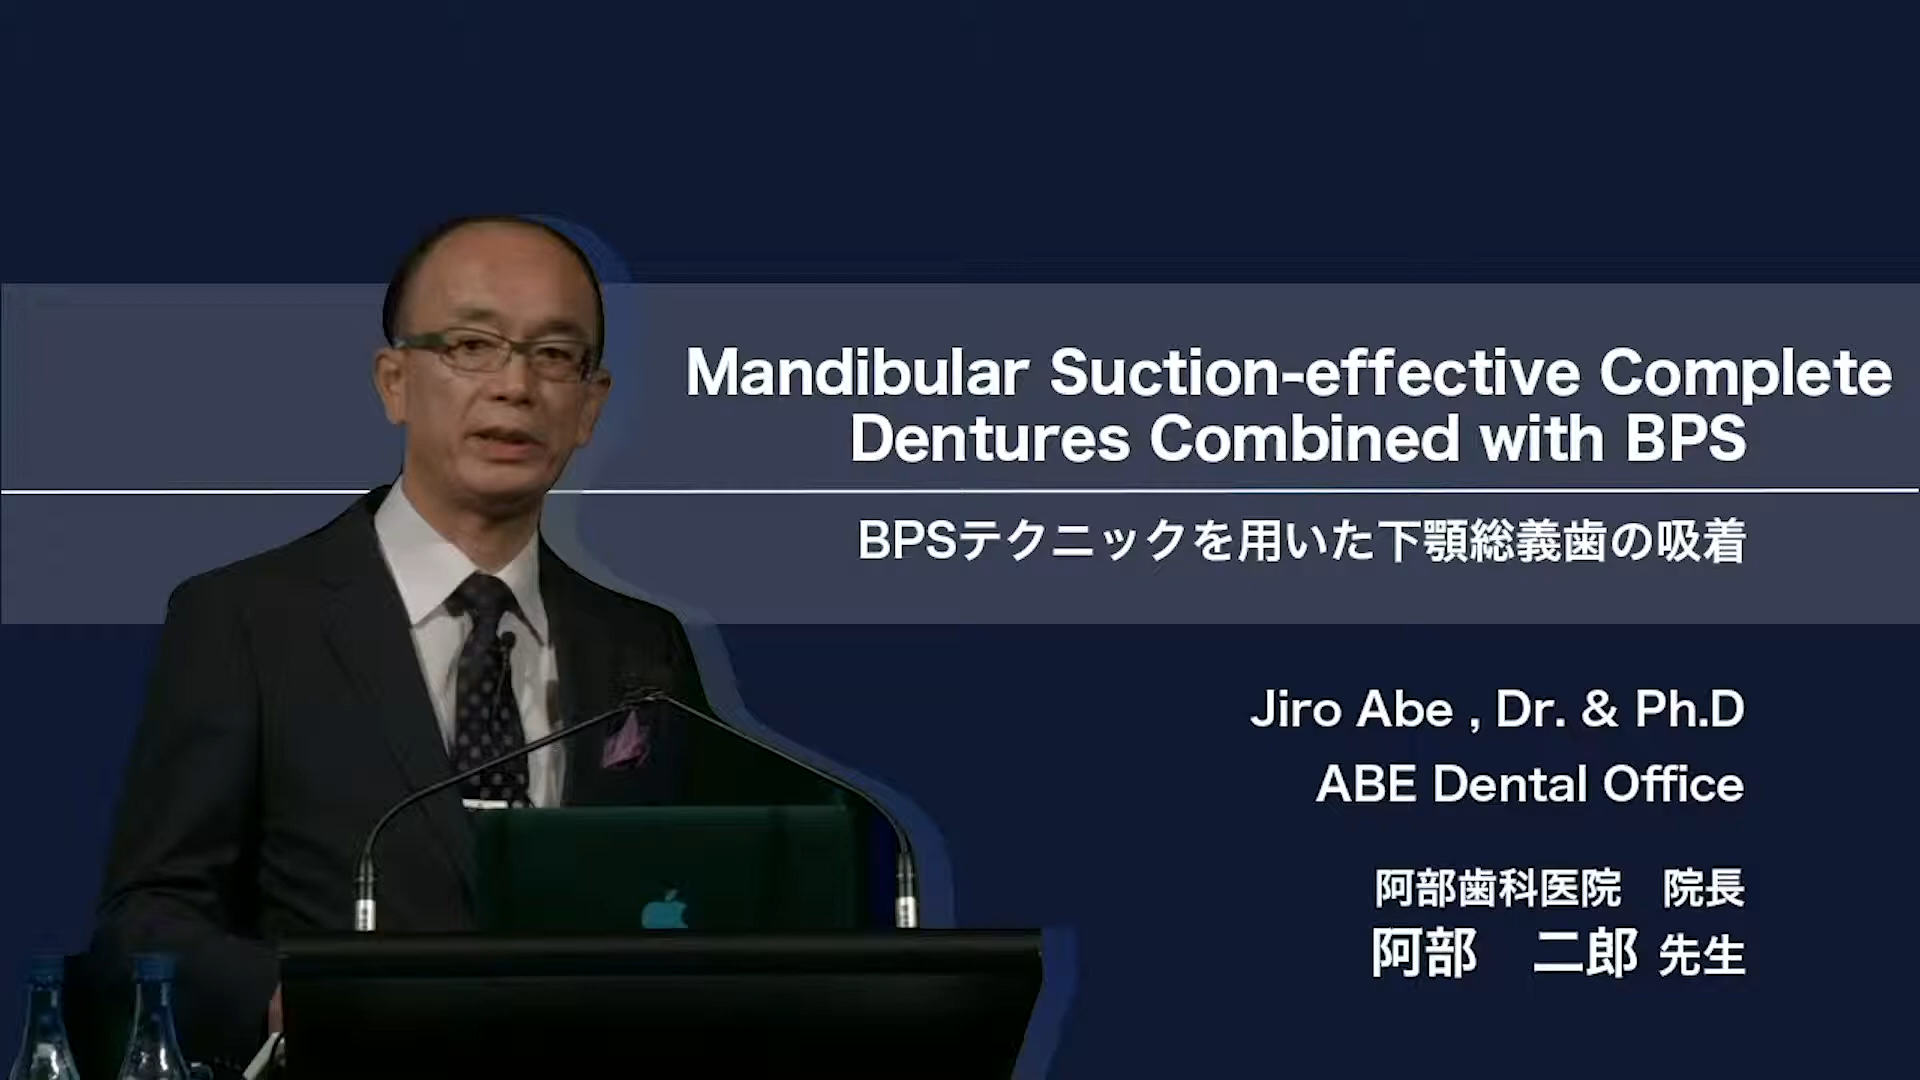 Mandibular Suction-effective Complete
Dentures Combined with BPS
BPSテクニックを用いた下顎総義歯の吸着
Jiro Abe , Dr. & Ph.D
ABE Dental Office
阿部歯科医院　院長
阿部　二郎 先生